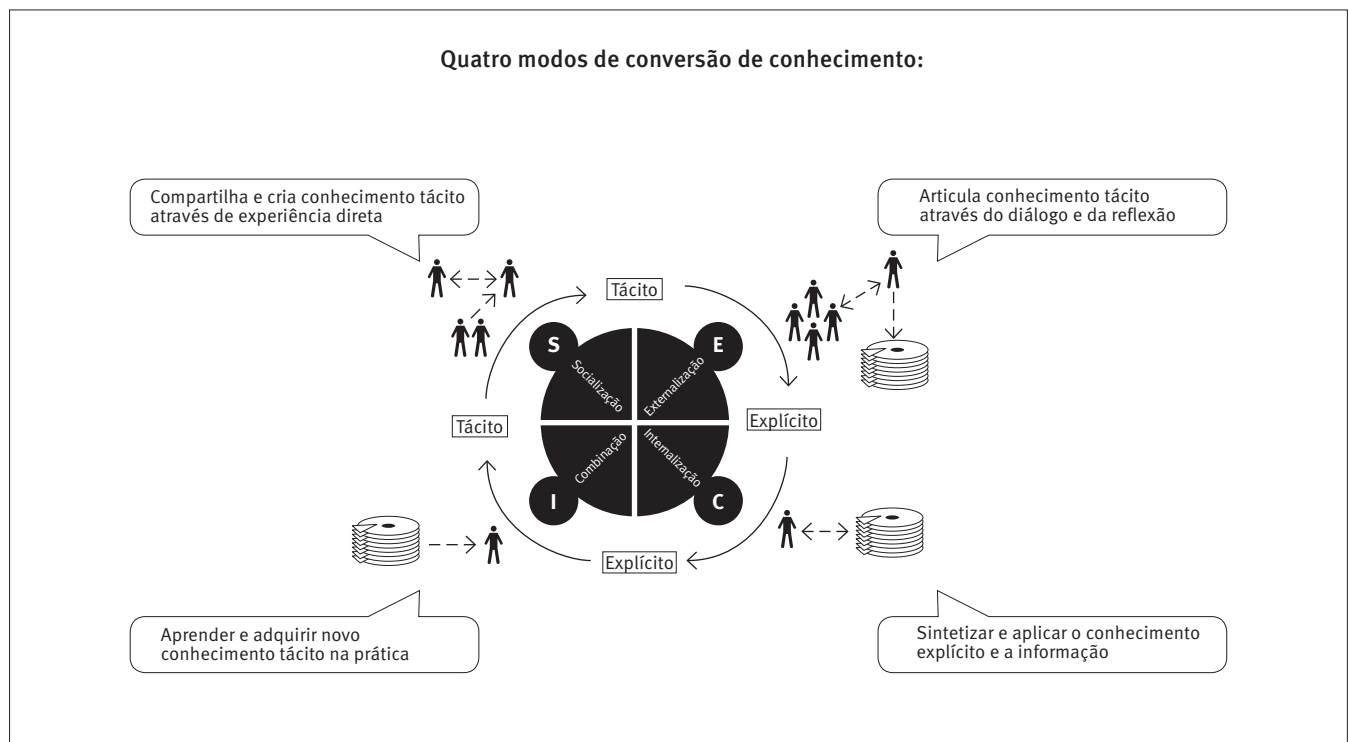 Quatro modos de conversão de conhecimento:
Compartilha e cria conhecimento tácito
através de experiência direta
Articula conhecimento tácito
através do diálogo e da reflexão
Tácito
S
E
Socialização
Externalização
Tácito
Explícito
Combinação
Internalização
I
C
Explícito
Aprender e adquirir novo
conhecimento tácito na prática
Sintetizar e aplicar o conhecimento
explícito e a informação